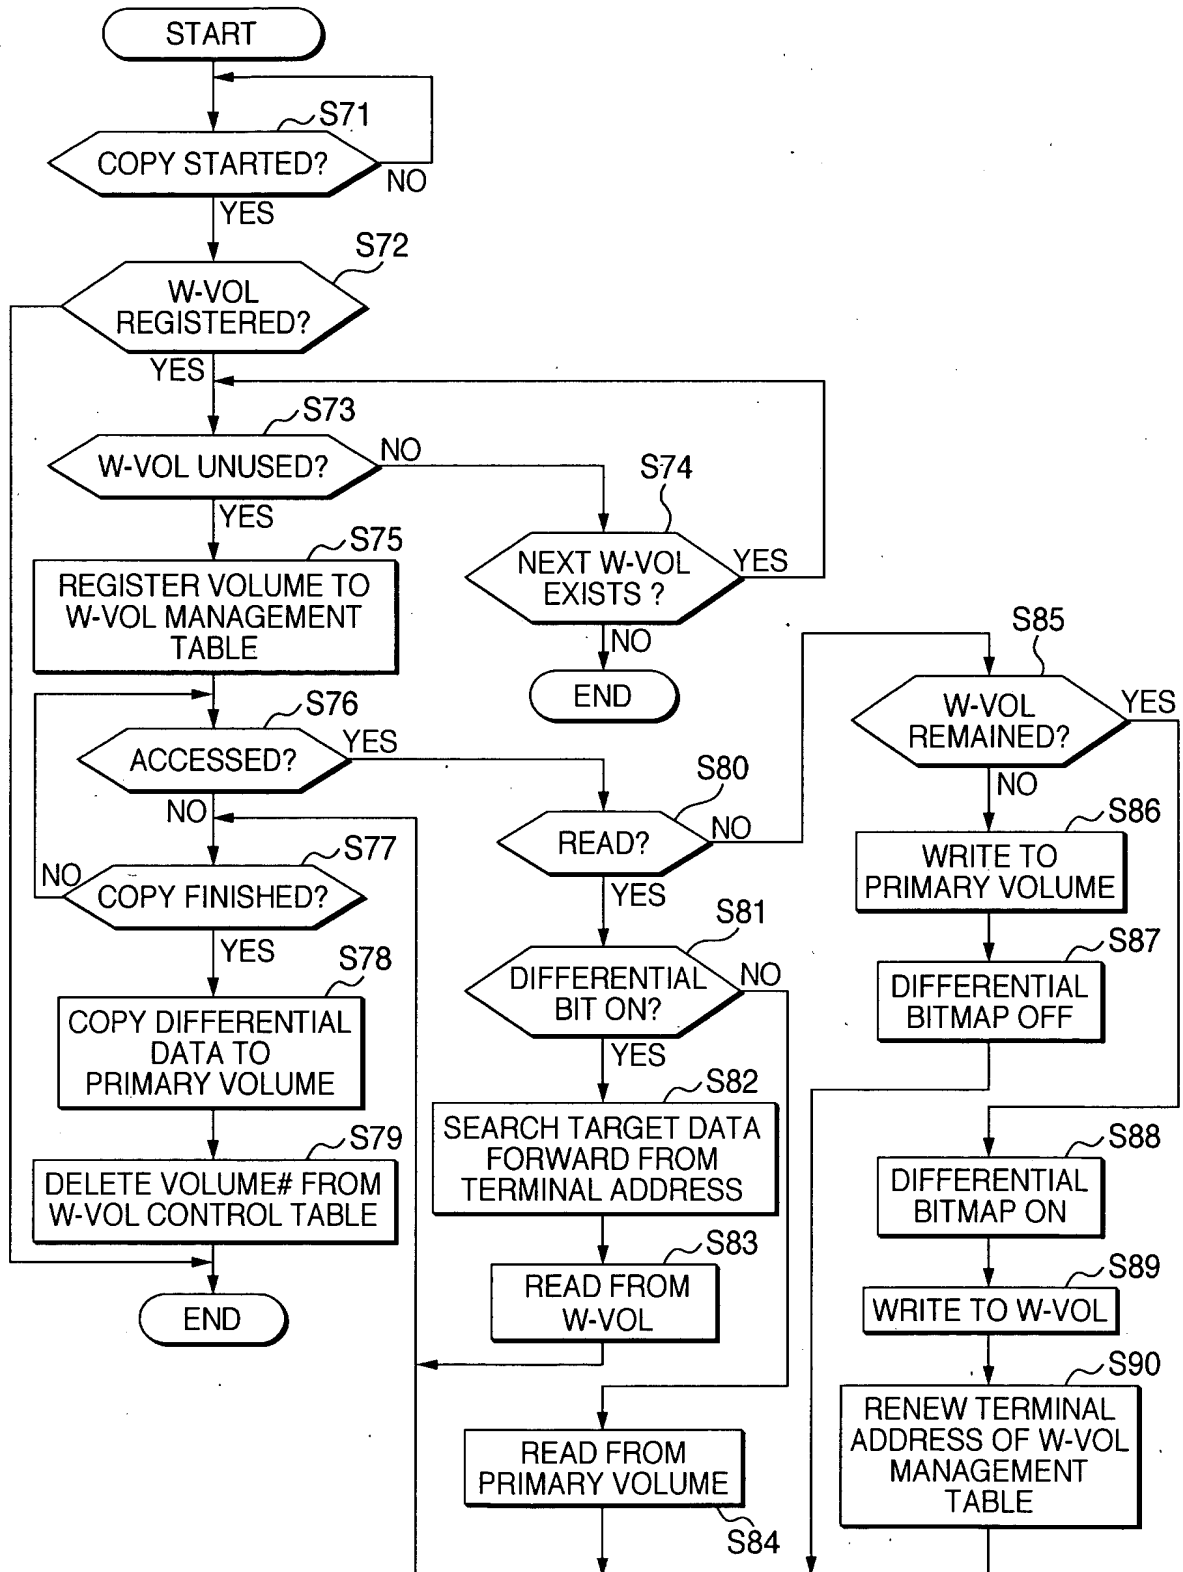 START
S71
COPY STARTED?
NO
YES
S72
W-VOL
REGISTERED?
YES
S73
W-VOL UNUSED?
NO
YES
S74
NEXT W-VOL
EXISTS ?
YES
NO
END
S75
REGISTER VOLUME TO
W-VOL MANAGEMENT
TABLE
S76
ACCESSED?
YES
NO
S77
COPY FINISHED?
NO
YES
S78
COPY DIFFERENTIAL
DATA TO
PRIMARY VOLUME
S79
DELETE VOLUME# FROM
W-VOL CONTROL TABLE
END
S80
READ?
NO
YES
S81
DIFFERENTIAL
BIT ON?
NO
YES
S82
SEARCH TARGET DATA
FORWARD FROM
TERMINAL ADDRESS
S83
READ FROM
W-VOL
READ FROM
PRIMARY VOLUME
S84
S85
W-VOL
REMAINED?
YES
NO
S86
WRITE TO
PRIMARY VOLUME
S87
DIFFERENTIAL
BITMAP OFF
S88
DIFFERENTIAL
BITMAP ON
S89
WRITE TO W-VOL
S90
RENEW TERMINAL
ADDRESS OF W-VOL
MANAGEMENT
TABLE